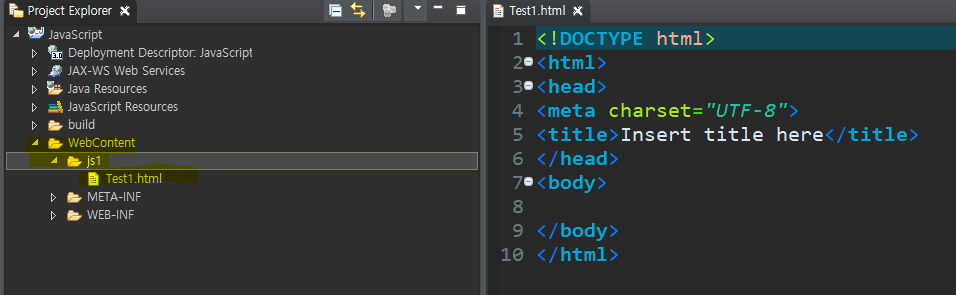 Project Explorer
JavaScript
Deployment Descriptor: JavaScript
JAX-WS Web Services
Java Resources
JavaScript Resources
build
WebContent
js1
Test1.html
META-INF
WEB-INF
Test1.html
1 <!DOCTYPE html>
2 <html>
3 <head>
4 <meta charset="UTF-8">
5 <title>Insert title here</title>
6 </head>
7 <body>
8
9 </body>
10 </html>